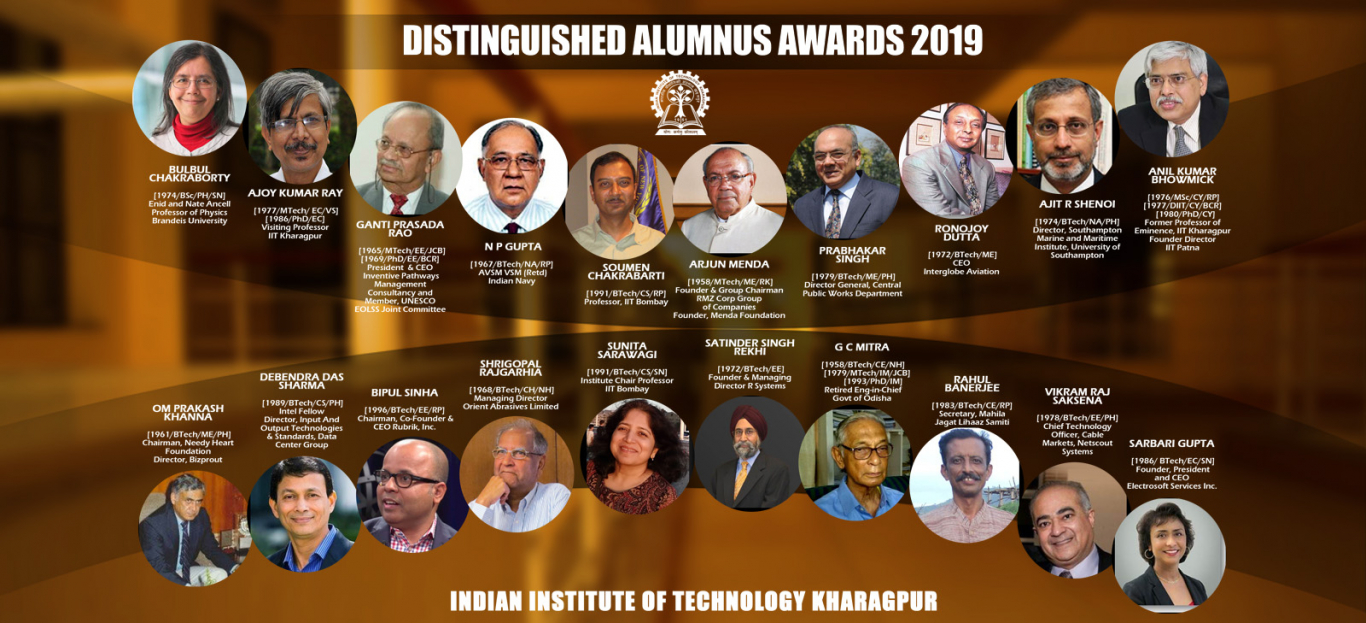 DISTINGUISHED ALUMNUS AWARDS 2019
BULBUL
CHAKRABORTY
[1974/BSc/PH/SN]
Enid and Nate Ancell
Professor of Physics
Brandeis University
AJOY KUMAR RAY
[1977/MTech/ EC/VS]
[1986/PhD/EC]
Visiting Professor
IIT Kharagpur
GANTI PRASADA
RAO
[1965/MTech/EE/JCB]
[1969/PhD/EE/BCR]
President & CEO
Inventive Pathways
Management
Consultancy and
Member, UNESCO
EOLSS Joint Committee
N P GUPTA
[1967/BTech/NA/RP]
AVSM VSM (Retd)
Indian Navy
SOUMEN
CHAKRABARTI
[1991/BTech/CS/RP]
Professor, IIT Bombay
ARJUN MENDA
[1958/MTech/ME/RK]
Founder & Group Chairman
RMZ Corp Group
of Companies
Founder, Menda Foundation
PRABHAKAR
SINGH
[1979/BTech/ME/PH]
Director General, Central
Public Works Department
RONOJOY
DUTTA
[1972/BTech/ME]
CEO
Interglobe Aviation
AJIT R SHENOI
[1974/BTech/NA/PH]
Director, Southampton
Marine and Maritime
Institute, University of
Southampton
ANIL KUMAR
BHOWMICK
[1976/MSc/CY/RP]
[1977/DIIT/CY/BCR]
[1980/PhD/CY]
Former Professor of
Eminence, IIT Kharagpur
Founder Director
IIT Patna
OM PRAKASH
KHANNA
[1961/BTech/ME/PH]
Chairman, Needy Heart
Foundation
Director, Bizprout
DEBENDRA DAS
SHARMA
[1989/BTech/CS/PH]
Intel Fellow
Director, Input And
Output Technologies
& Standards, Data
Center Group
BIPUL SINHA
[1996/BTech/EE/RP]
Chairman, Co-Founder &
CEO Rubrik, Inc.
SHRIGOPAL
RAJGARHIA
[1968/BTech/CH/NH]
Managing Director
Orient Abrasives Limited
SUNITA
SARAWAGI
[1991/BTech/CS/SN]
Institute Chair Professor
IIT Bombay
SATINDER SINGH
REKHI
[1972/BTech/EE]
Founder & Managing
Director R Systems
G C MITRA
[1958/BTech/CE/NH]
[1979/MTech/IM/JCB]
[1993/PhD/IM]
Retired Eng-in-Chief
Govt of Odisha
RAHUL
BANERJEE
[1983/BTech/CE/RP]
Secretary, Mahila
Jagat Lihaaz Samiti
VIKRAM RAJ
SAKSENA
[1978/BTech/EE/PH]
Chief Technology
Officer, Cable
Markets, Netscout
Systems
SARBARI GUPTA
[1986/ BTech/EC/SN]
Founder, President
and CEO
Electrosoft Services Inc.
INDIAN INSTITUTE OF TECHNOLOGY KHARAGPUR